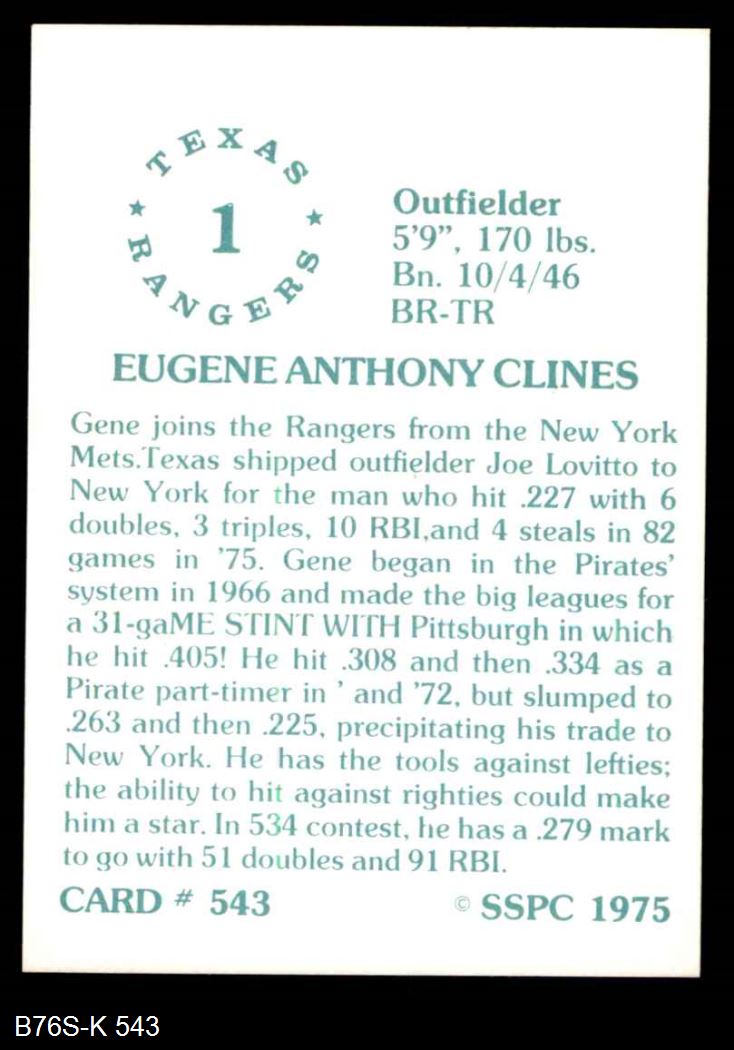 TEXAS
1
RANGERS
Outfielder
5'9", 170 lbs.
Bn. 10/4/46
BR-TR
EUGENE ANTHONY CLINES
Gene joins the Rangers from the New York
Mets.Texas shipped outfielder Joe Lovitto to
New York for the man who hit .227 with 6
doubles, 3 triples, 10 RBI,and 4 steals in 82
games in '75. Gene began in the Pirates'
system in 1966 and made the big leagues for
a 31-gaME STINT WITH Pittsburgh in which
he hit .405! He hit .308 and then .334 as a
Pirate part-timer in ' and '72, but slumped to
.263 and then .225, precipitating his trade to
New York. He has the tools against lefties;
the ability to hit against righties could make
him a star. In 534 contest, he has a .279 mark
to go with 51 doubles and 91 RBI.
CARD # 543
© SSPC 1975
B76S-K 543